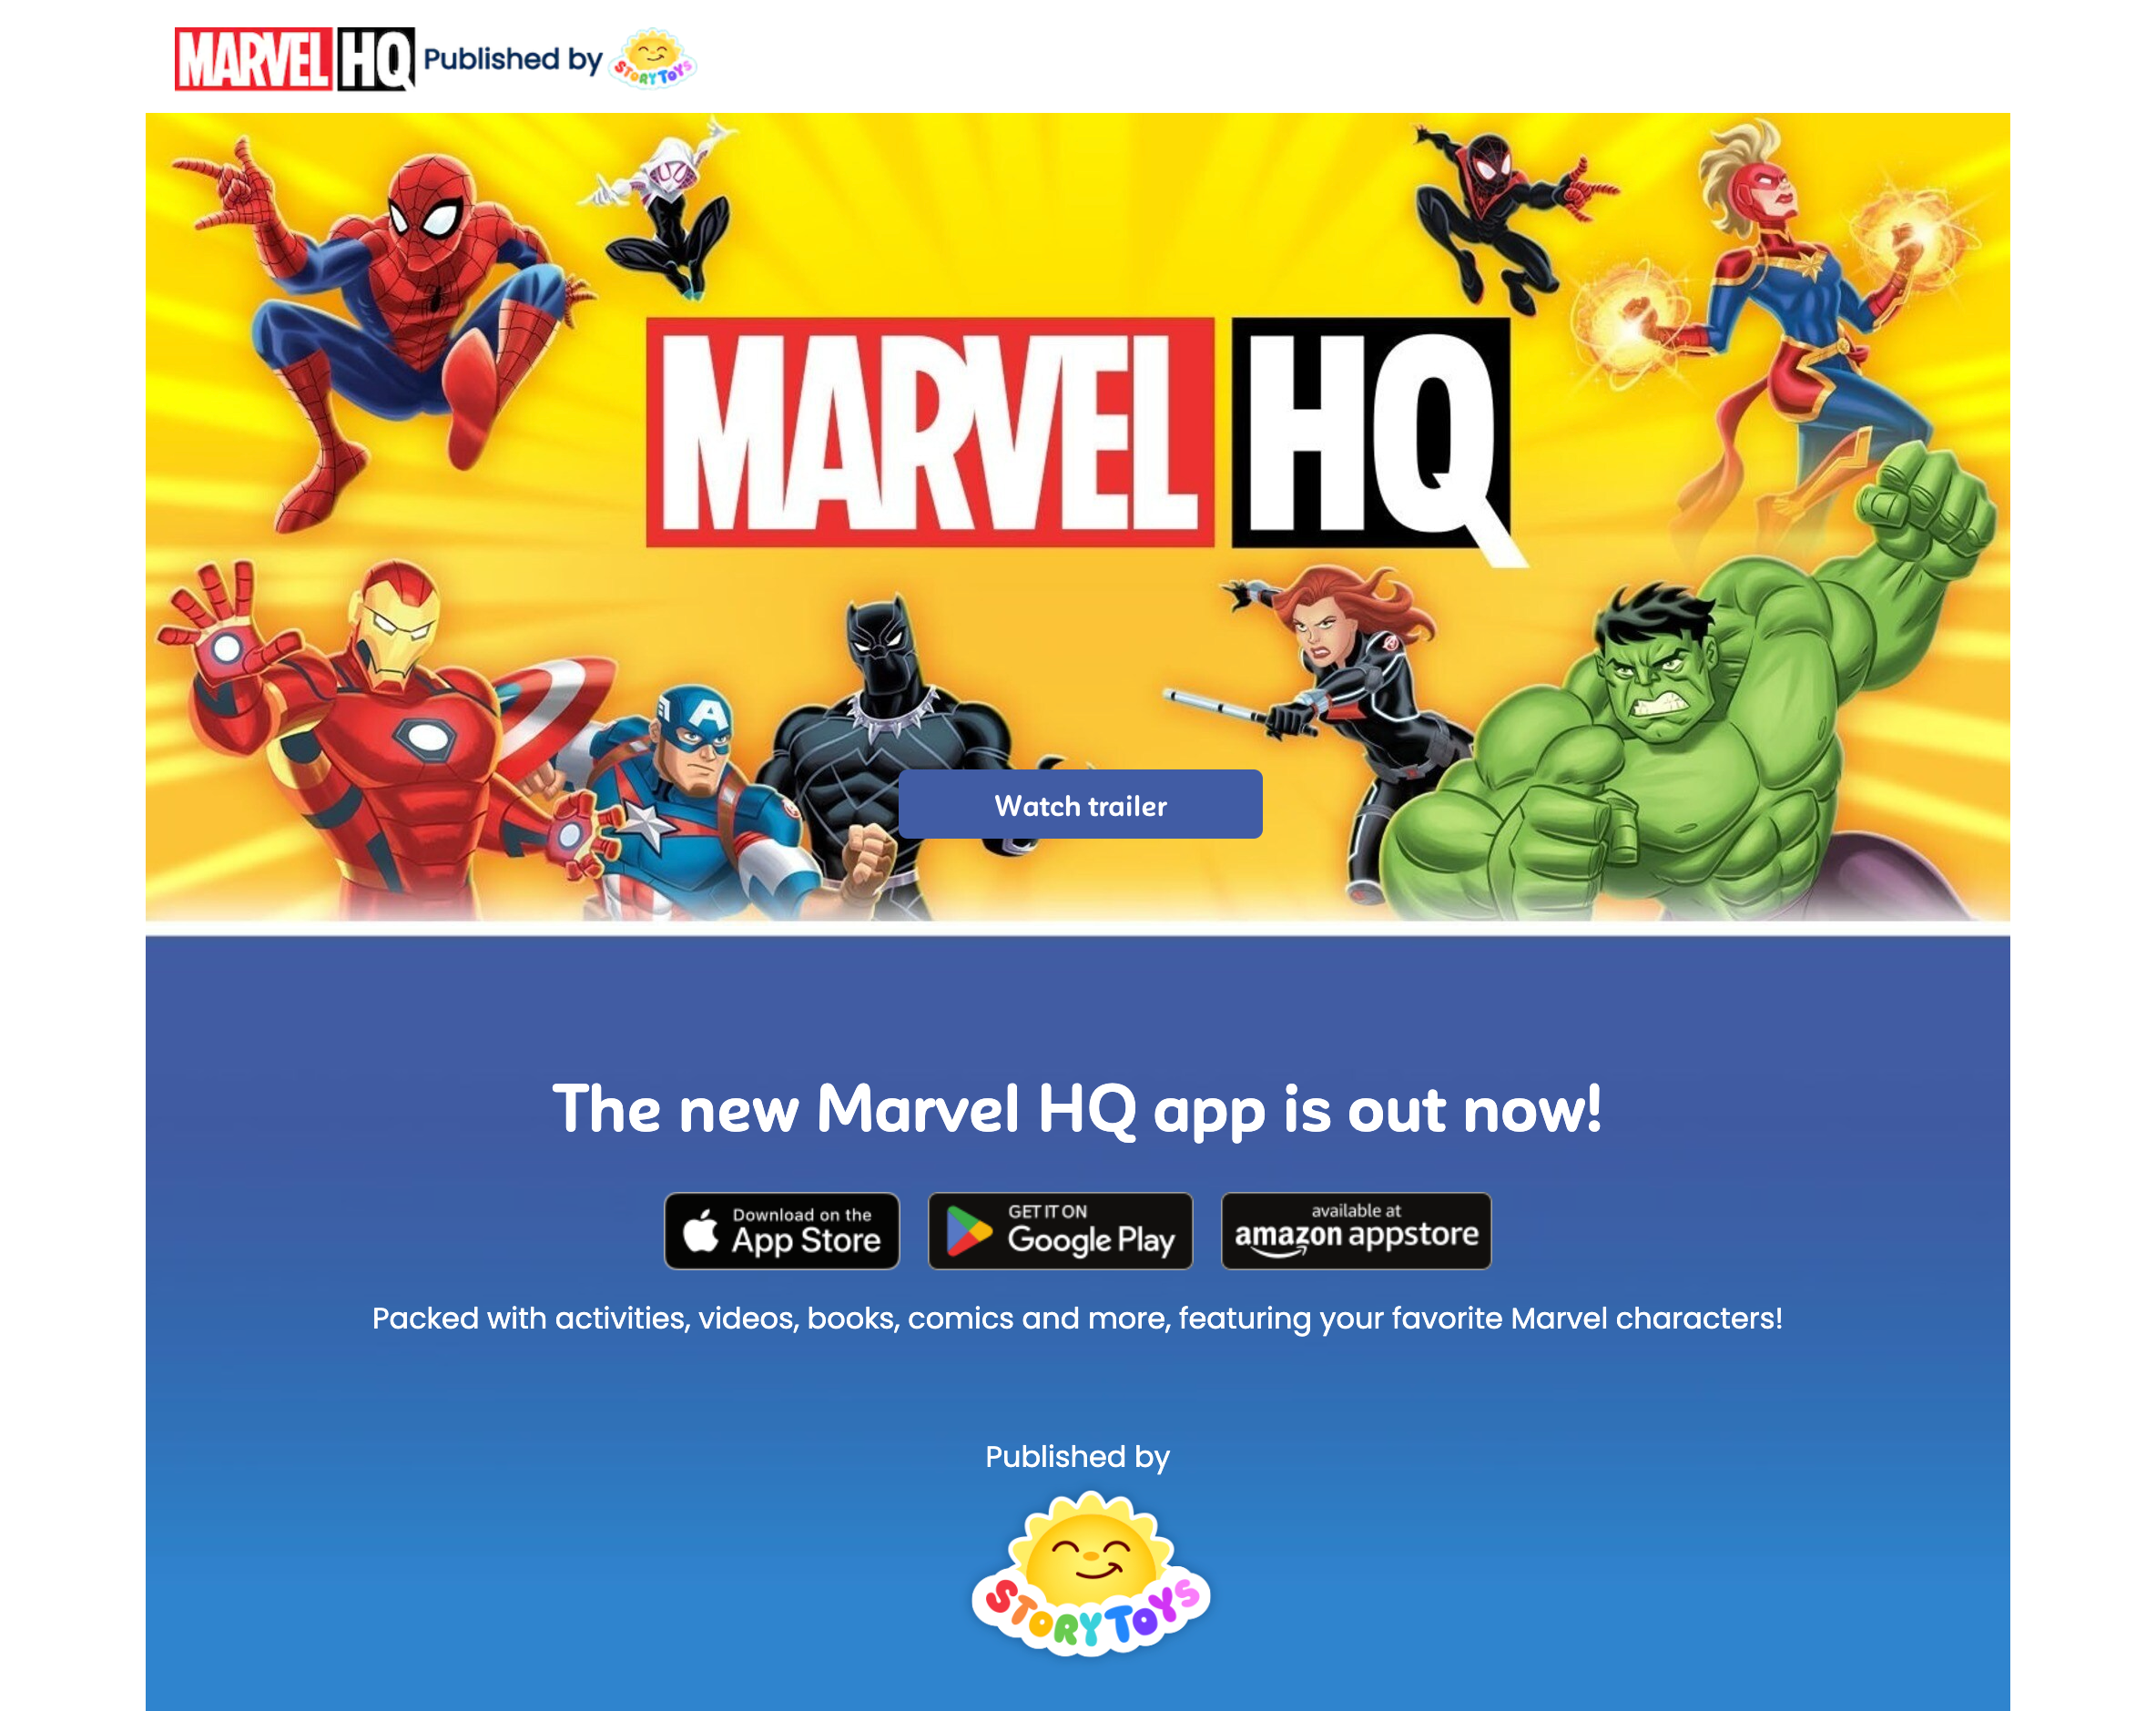 MARVEL HQ Published by STORYTOYS
MARVEL HQ
A
Watch trailer
The new Marvel HQ app is out now!
Download on the
App Store
GET IT ON
Google Play
available at
amazon appstore
Packed with activities, videos, books, comics and more, featuring your favorite Marvel characters!
Published by
STORYTOYS